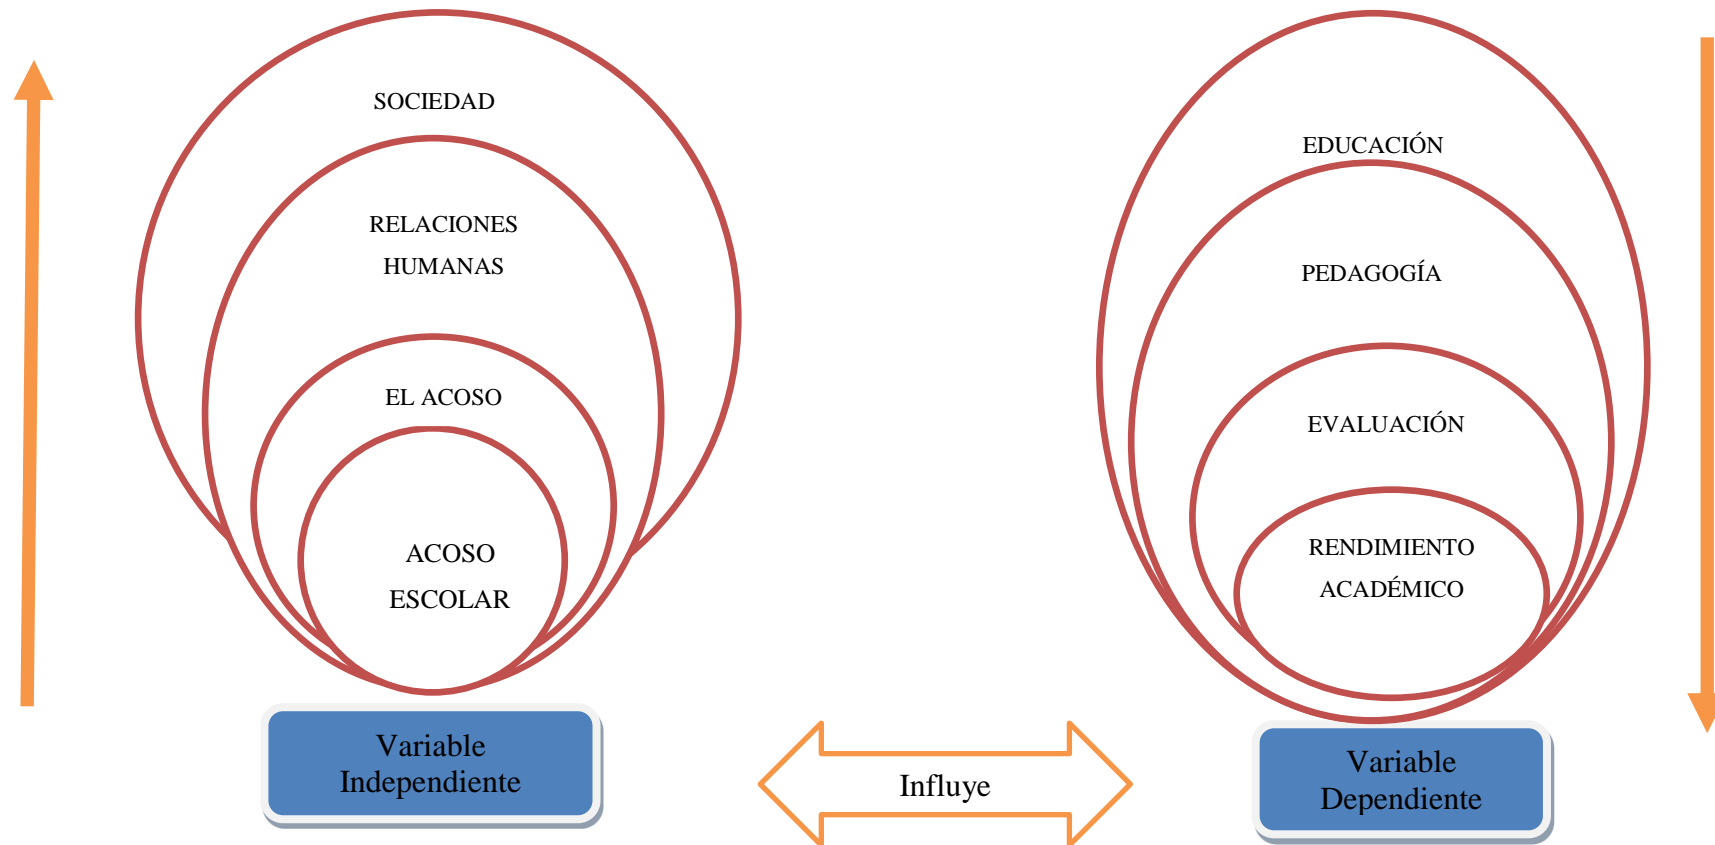 SOCIEDAD
RELACIONES
HUMANAS
EL ACOSO
ACOSO
ESCOLAR
Variable
Independiente
Influye
EDUCACIÓN
PEDAGOGÍA
EVALUACIÓN
RENDIMIENTO
ACADÉMICO
Variable
Dependiente